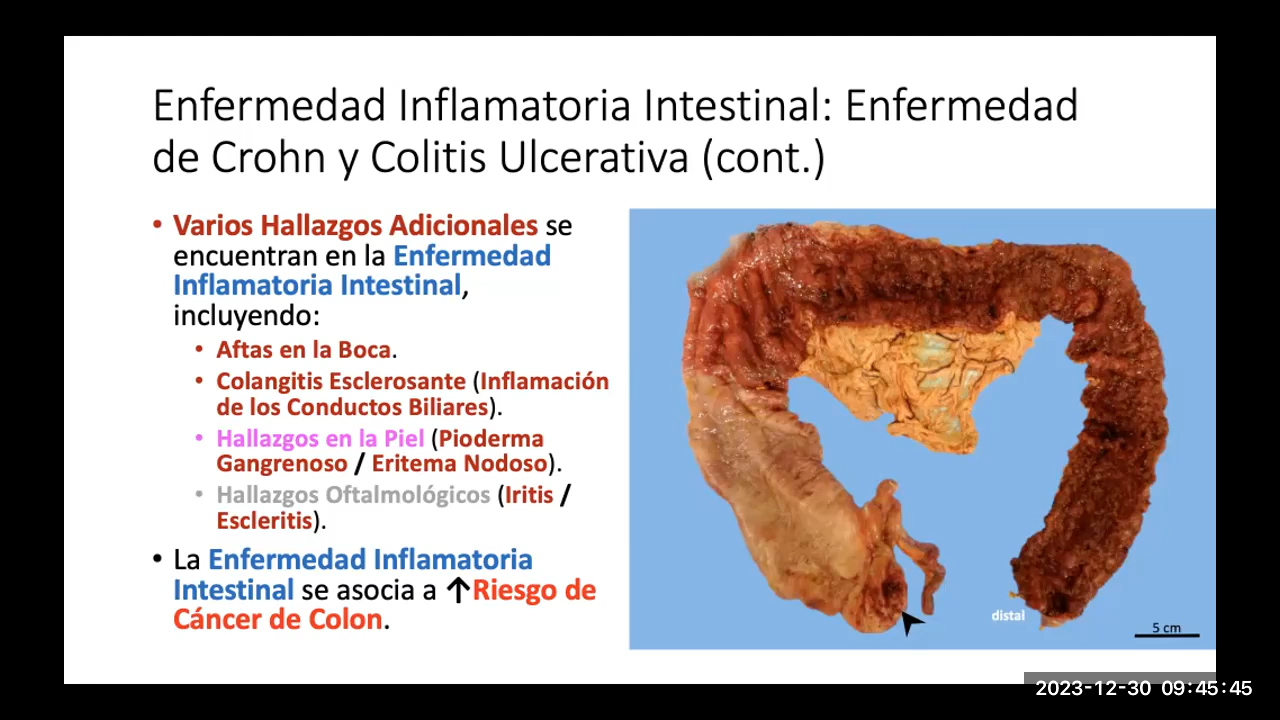 Enfermedad Inflamatoria Intestinal: Enfermedad
de Crohn y Colitis Ulcerativa (cont.)
• Varios Hallazgos Adicionales se
encuentran en la Enfermedad
Inflamatoria Intestinal,
incluyendo:
• Aftas en la Boca.
• Colangitis Esclerosante (Inflamación
de los Conductos Biliares).
• Hallazgos en la Piel (Pioderma
Gangrenoso / Eritema Nodoso).
• Hallazgos Oftalmológicos (Iritis /
Escleritis).
• La Enfermedad Inflamatoria
Intestinal se asocia a ↑Riesgo de
Cáncer de Colon.
distal
5 cm
2023-12-30 09:45:45